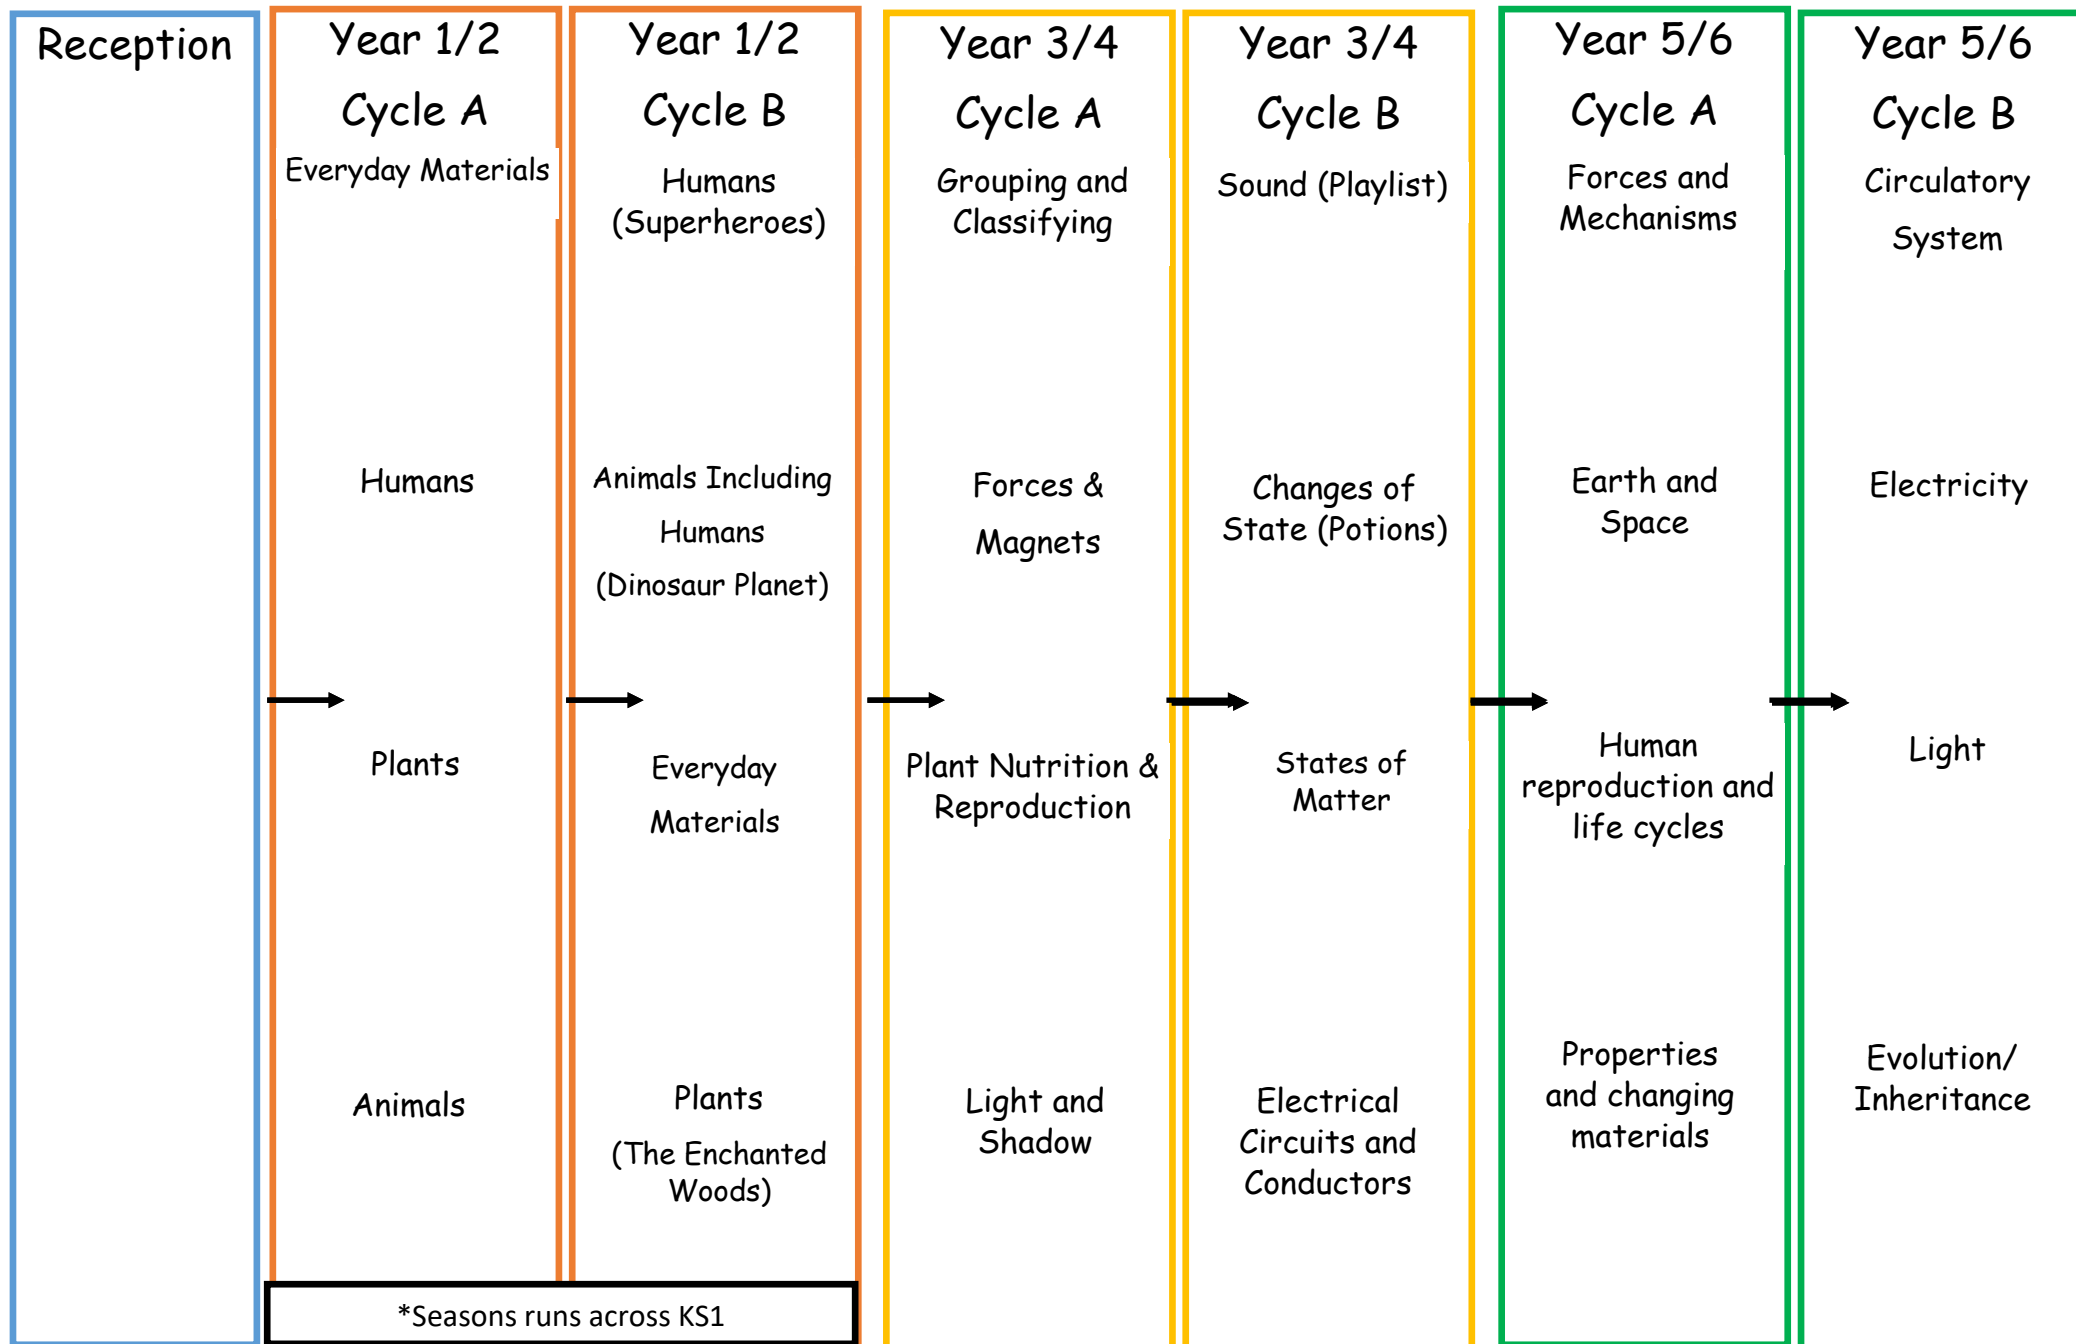 Reception
Year 1/2
Cycle A
Everyday Materials
Humans
Plants
Animals
Year 1/2
Cycle B
Humans
(Superheroes)
Animals Including
Humans
(Dinosaur Planet)
Everyday
Materials
Plants
(The Enchanted
Woods)
*Seasons runs across KS1
Year 3/4
Cycle A
Grouping and
Classifying
Forces &
Magnets
Plant Nutrition &
Reproduction
Light and
Shadow
Year 3/4
Cycle B
Sound (Playlist)
Changes of
State (Potions)
States of
Matter
Electrical
Circuits and
Conductors
Year 5/6
Cycle A
Forces and
Mechanisms
Earth and
Space
Human
reproduction and
life cycles
Properties
and changing
materials
Year 5/6
Cycle B
Circulatory
System
Electricity
Light
Evolution/
Inheritance